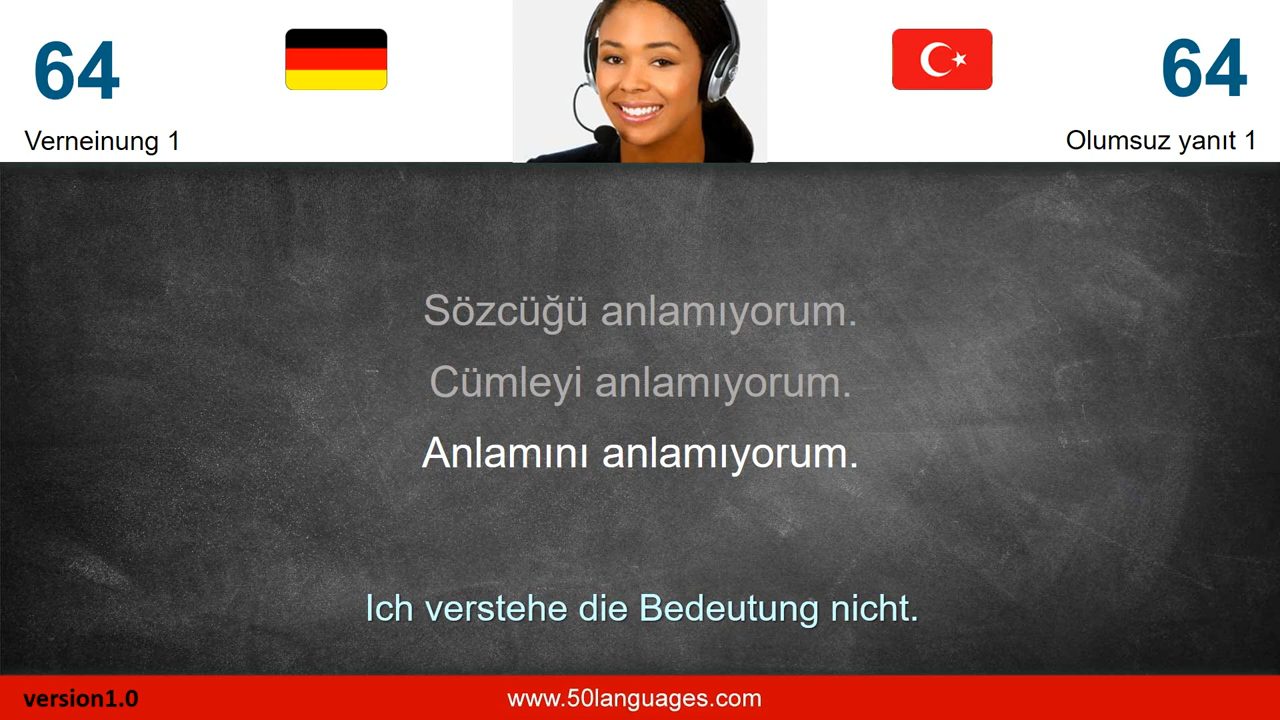 64
64
Verneinung 1
Olumsuz yanıt 1
Sözcüğü anlamıyorum.
Cümleyi anlamıyorum.
Anlamını anlamıyorum.
Ich verstehe die Bedeutung nicht.
version1.0
www.50languages.com